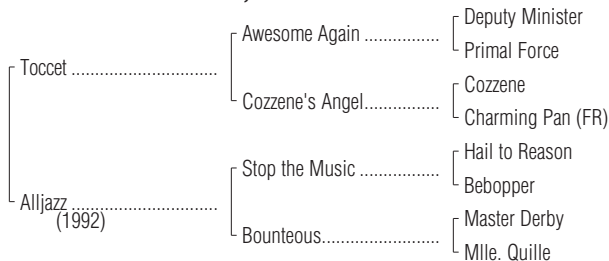 Deputy Minister
Awesome Again ................
Primal Force
Toccet ...............................
Cozzene
Cozzene's Angel................
Charming Pan (FR)
Hail to Reason
Stop the Music .................
Bebopper
Alljazz ...............................
(1992)
Master Derby
Bounteous.........................
Mlle. Quille